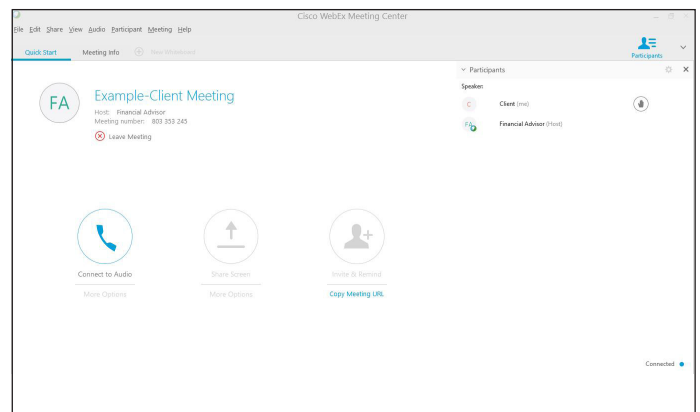 Cisco WebEx Meeting Center
File Edit Share View Audio Participant Meeting Help
Quick Start Meeting Info New Whiteboard
Participants
FA
Example-Client Meeting
Host: Financial Advisor
Meeting number: 803 353 245
Leave Meeting
Participants
Speaker:
C Client (me)
FA Financial Advisor (Host)
Connect to Audio Share Screen Invite & Remind
More Options More Options Copy Meeting URL
Connected